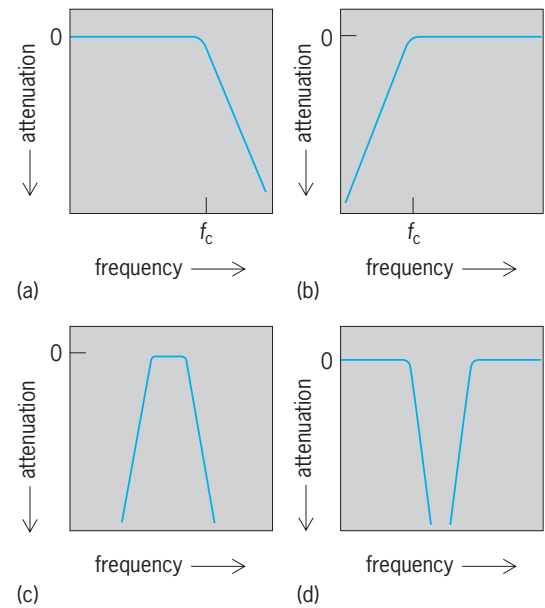 0
attenuation
f_c
frequency
(a)
0
attenuation
f_c
frequency
(b)
0
attenuation
frequency
(c)
0
attenuation
frequency
(d)